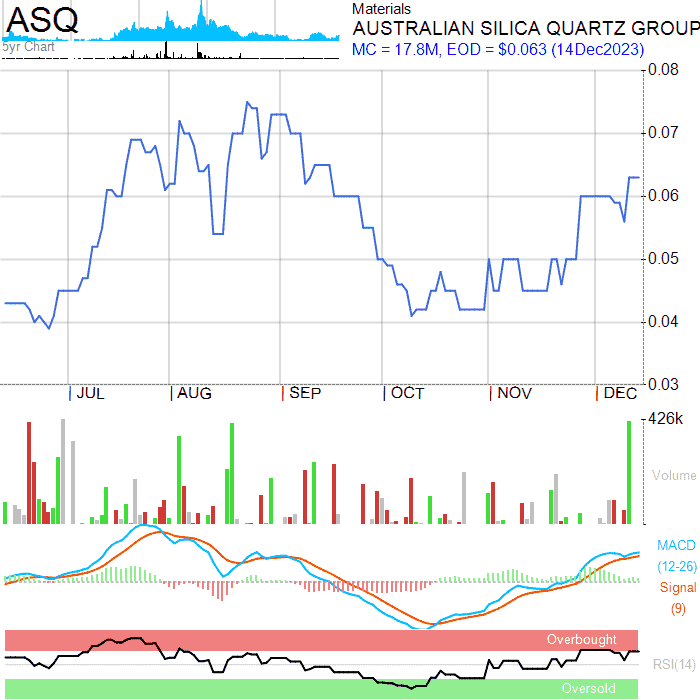 ASQ
5yr Chart
Materials
AUSTRALIAN SILICA QUARTZ GROUP
MC = 17.8M, EOD = $0.063 (14Dec2023)
0.08
0.07
0.06
0.05
0.04
0.03
JUL AUG SEP OCT NOV DEC
426k
Volume
MACD
(12-26)
Signal
(9)
Overbought
RSI(14)
Oversold